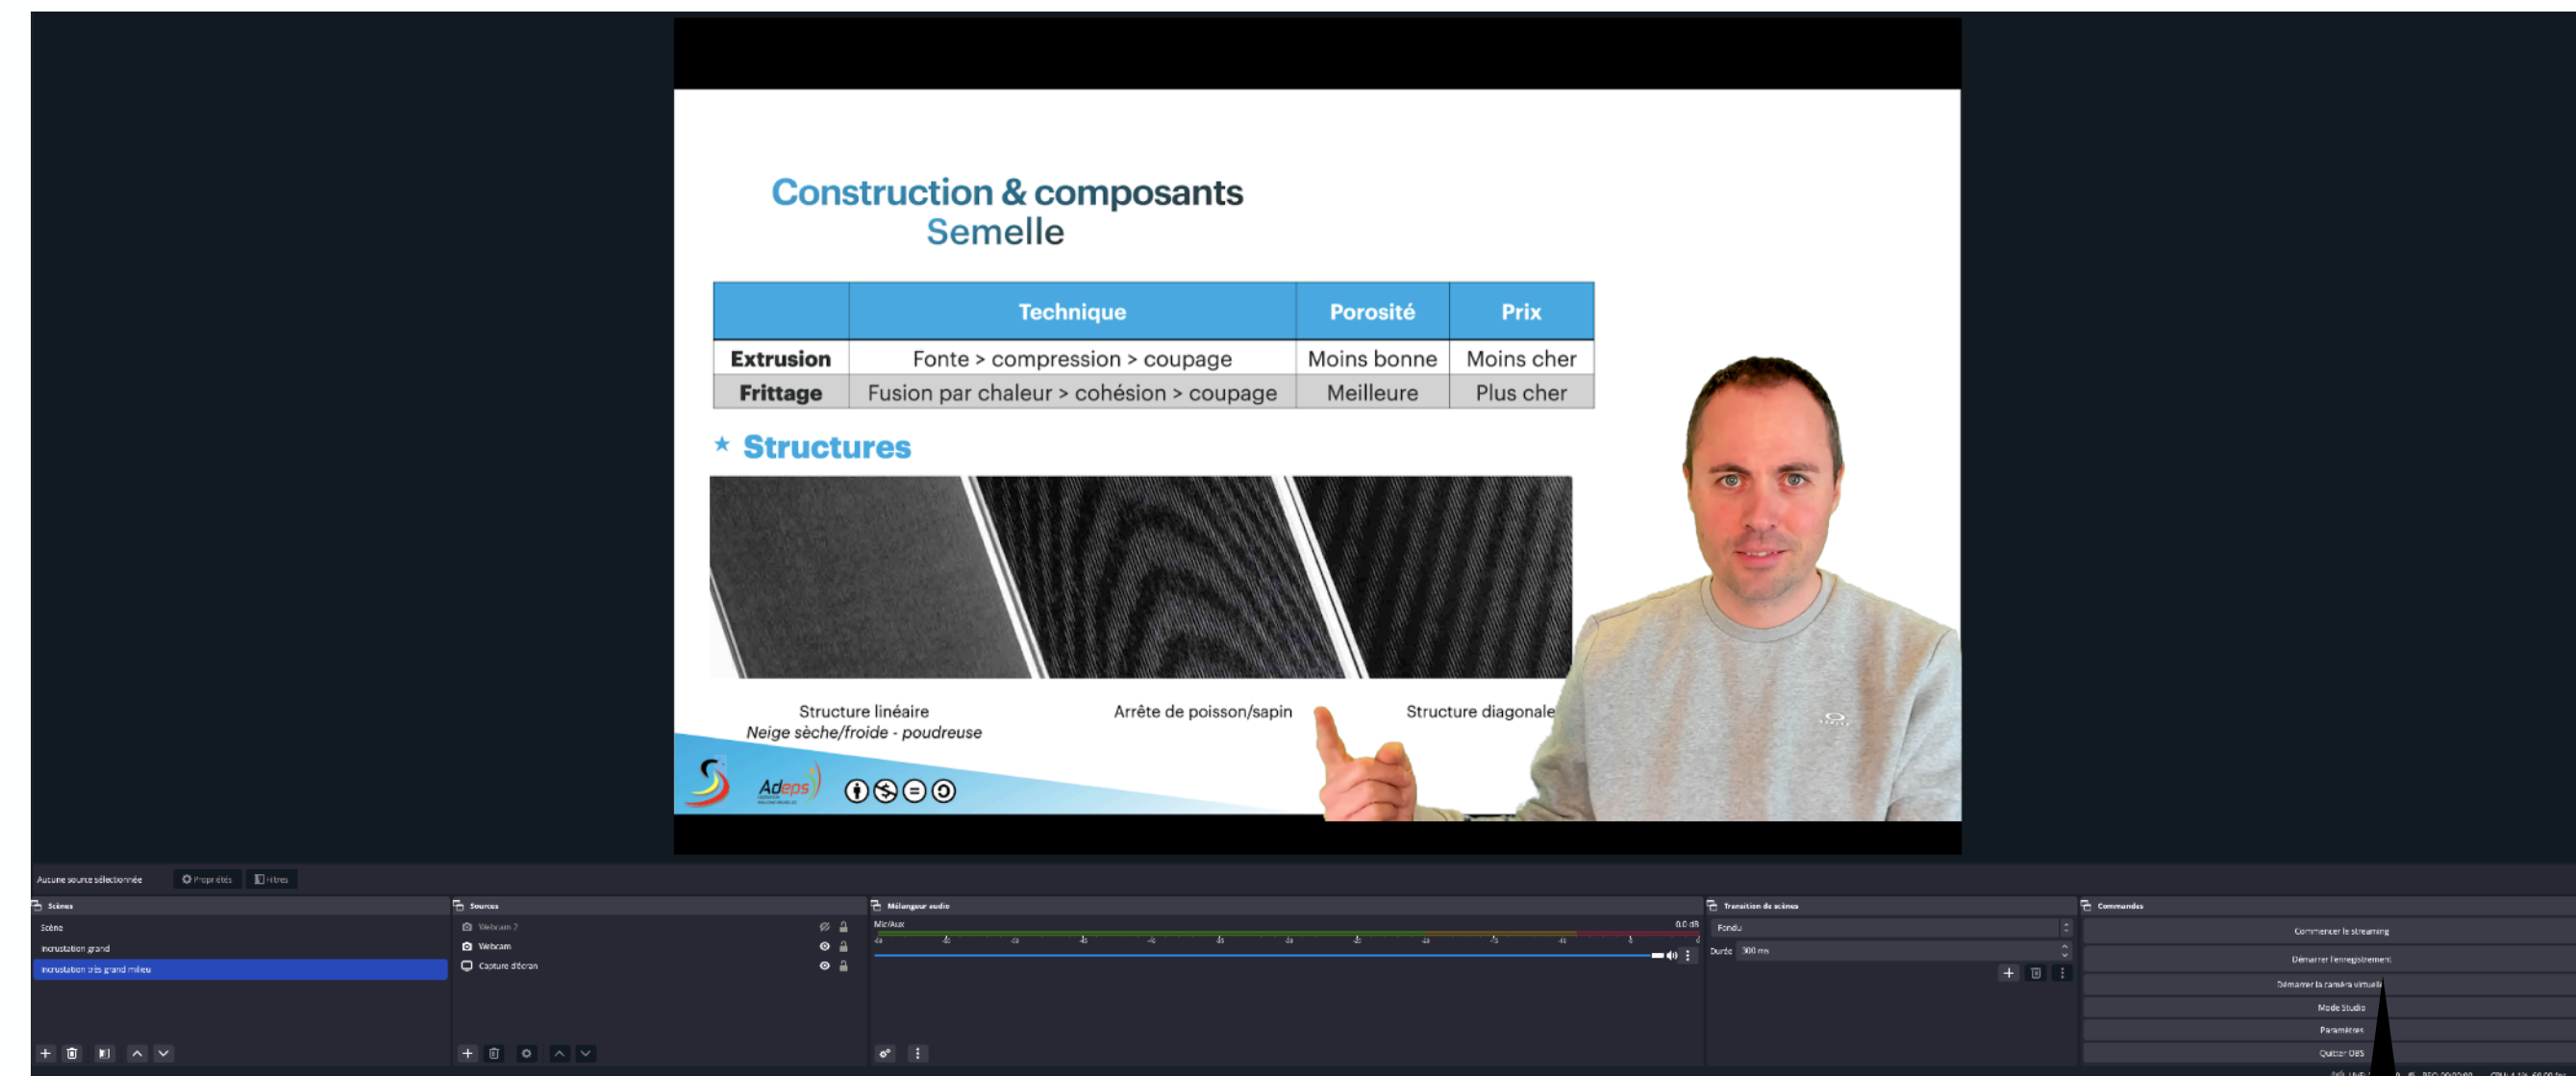 Construction & composants
Semelle
Technique Porosité Prix
Extrusion Fonte > compression > coupage Moins bonne Moins cher
Frittage Fusion par chaleur > cohésion > coupage Meilleure Plus cher
★ Structures
Structure linéaire Arrête de poisson/sapin Structure diagonale
Neige sèche/froide - poudreuse
Adeps
Aucune source sélectionnée Propriétés Filtres
Scènes
Scène
Incrustation grand
Incrustation très grand milieu
Sources
Webcam 2
Webcam
Capture d'écran
Mélangeur audio
Mic/Aux 0.0 dB
Transition de scènes
Fondu
Durée 300 ms
Commandes
Commencer le streaming
Démarrer l'enregistrement
Démarrer la caméra virtuelle
Mode Studio
Paramètres
Quitter OBS